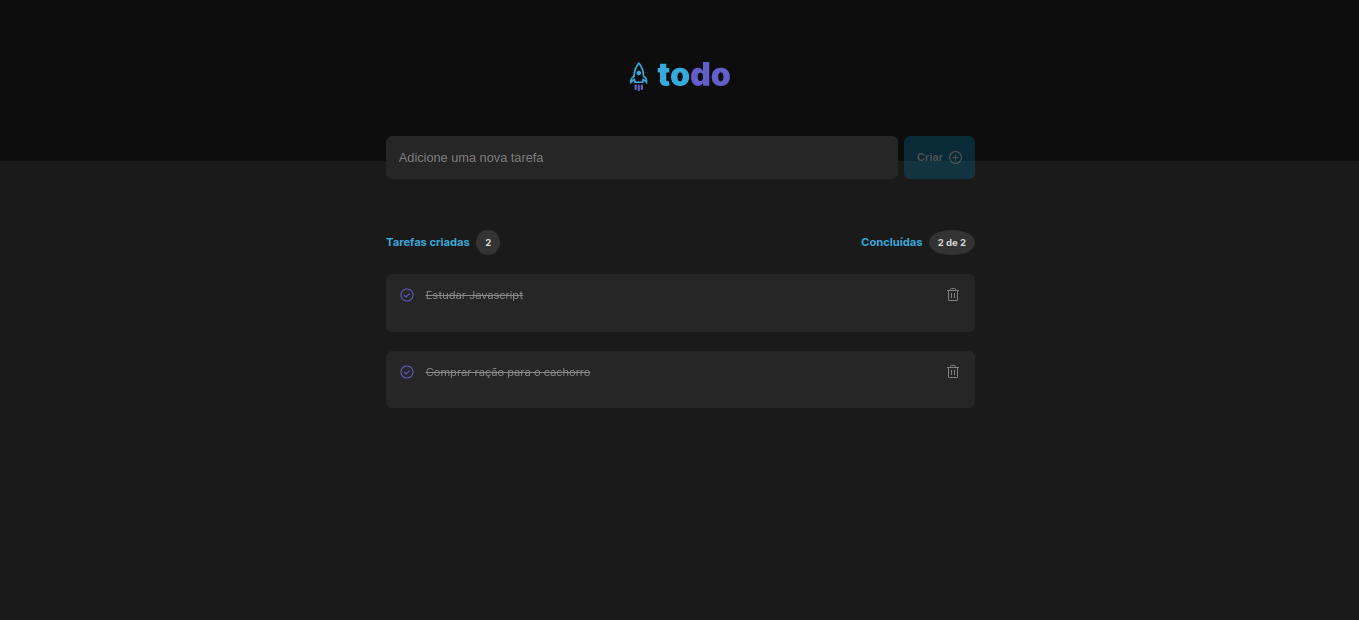 todo
Adicione uma nova tarefa
Criar
Tarefas criadas 2
Concluídas 2 de 2
Estudar Javascript
Comprar ração para o cachorro